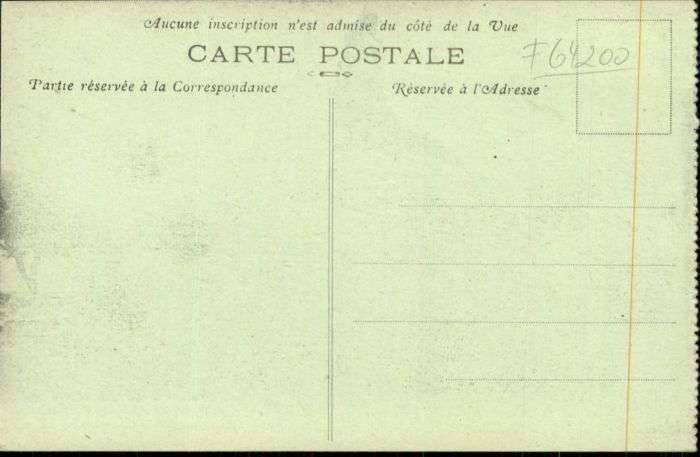 Aucune inscription n'est admise du côté de la Vue
CARTE POSTALE
F64200
Partie réservée à la Correspondance
Réservée à l'Adresse